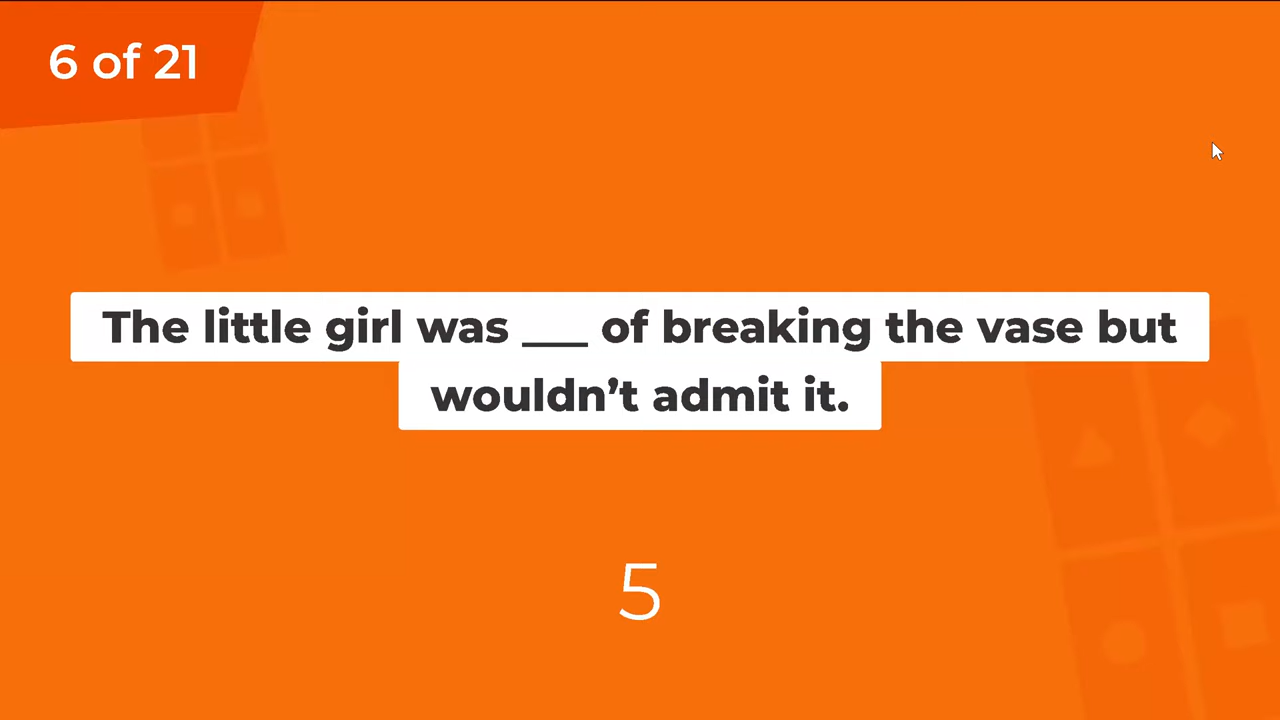 6 of 21
The little girl was ___ of breaking the vase but
wouldn’t admit it.
5